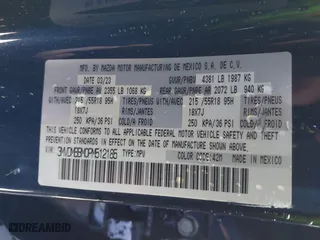 MFD. BY MAZDA MOTOR MANUFACTURING DE MEXICO S.A. DE C.V.
DATE 03/23 GVWR/PNBV 4381 LB 1987 KG
FRONT GAWR/PNBE AV 2355 LB 1068 KG REAR GAWR/PNBE AR 2072 LB 940 KG
WITH 215/55R18 95H TIRES/PNEUS WITH 215/55R18 95H TIRES/PNEUS
18X7J RIMS/JANTES 18X7J RIMS/JANTES
250 KPA/36 PSI COLD/A FROID 250 KPA/36 PSI COLD/A FROID
THIS VEHICLE CONFORMS TO ALL APPLICABLE FEDERAL MOTOR VEHICLE
SAFETY, BUMPER, AND THEFT PREVENTION STANDARDS IN EFFECT ON THE
DATE OF MANUFACTURE SHOWN ABOVE.
TYPE:MPV
COLOR CODE:42M MADE IN MEXICO